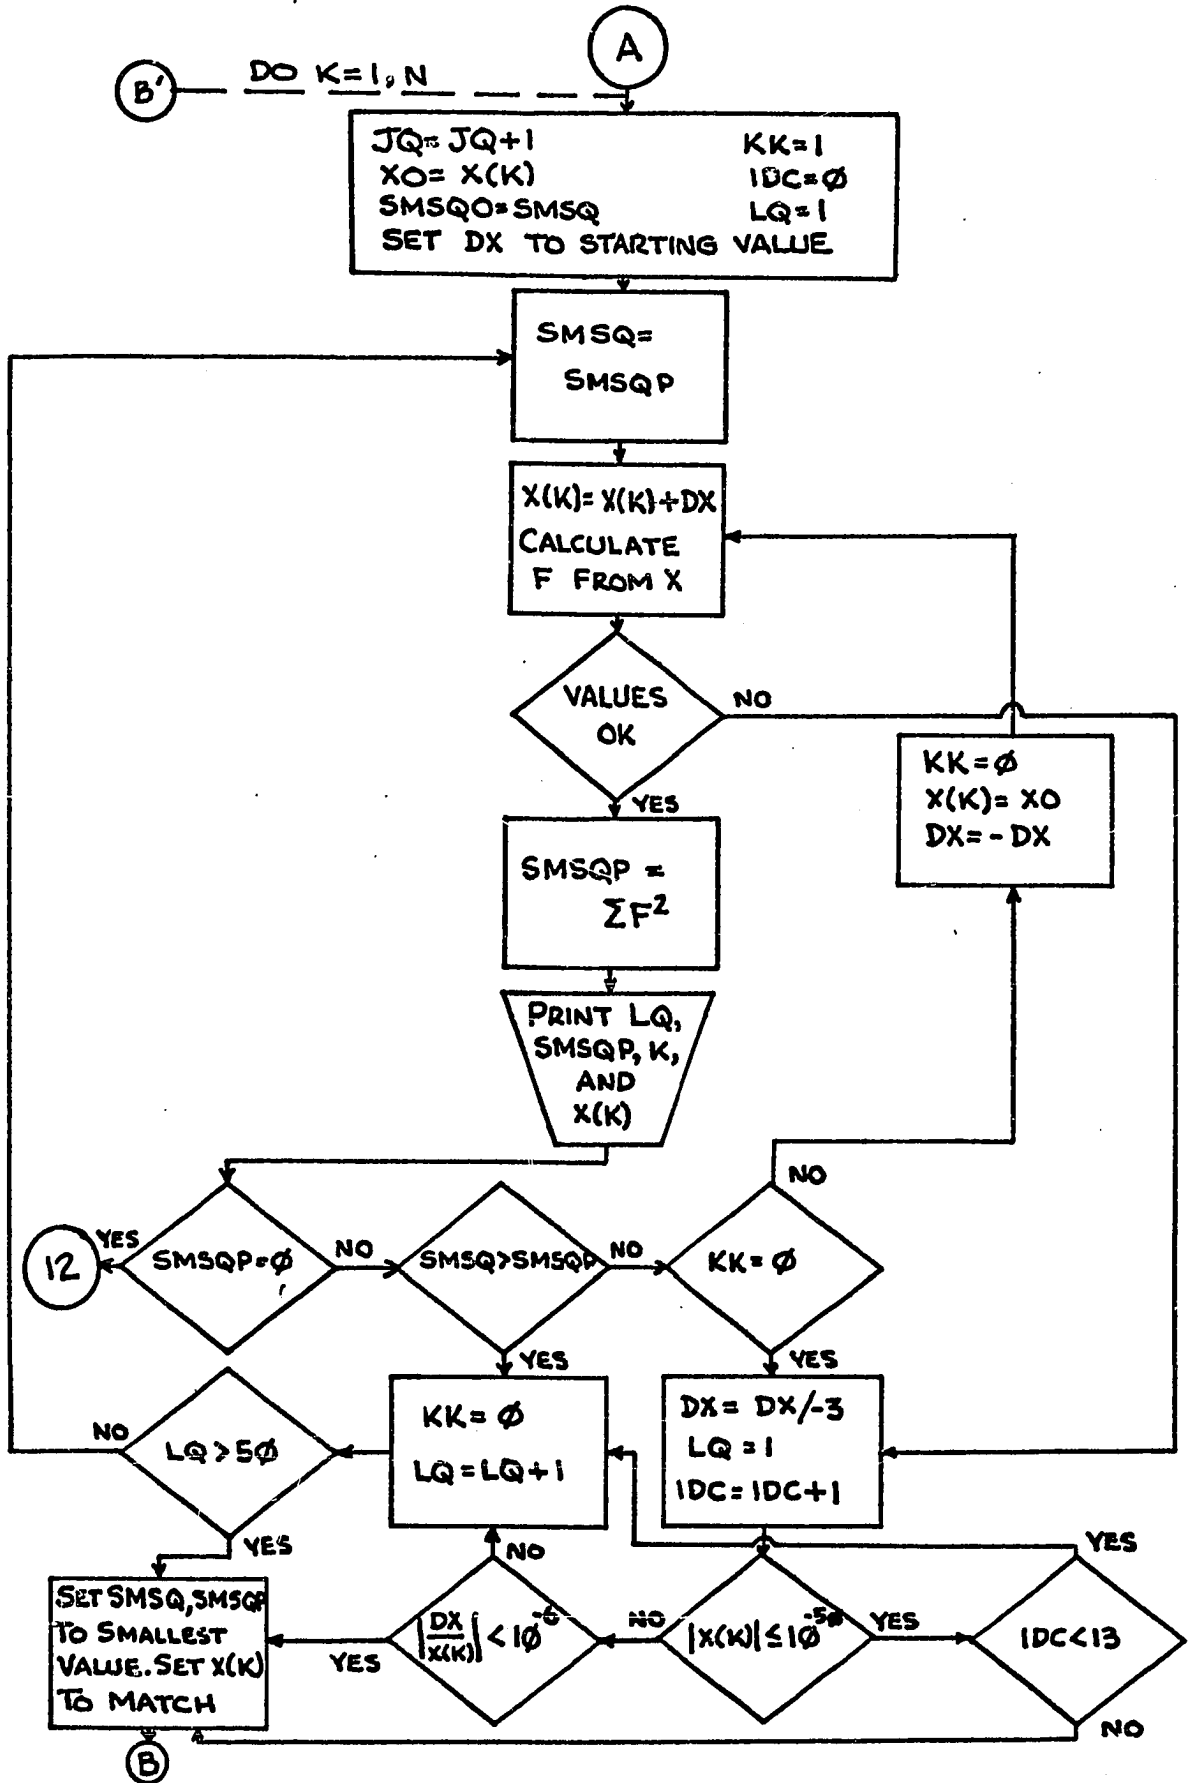 A
B'
DO K=1, N
JQ= JQ+1
KK=1
XO= X(K)
IDC=Ø
SMSQO=SMSQ
LQ=1
SET DX TO STARTING VALUE
SMSQ=
SMSQP
X(K)=X(K)+DX
CALCULATE
F FROM X
VALUES
OK
NO
KK=Ø
X(K)=XO
DX=-DX
YES
SMSQP =
ΣF²
PRINT LQ,
SMSQP, K,
AND
X(K)
NO
12
YES
SMSQP=Ø
NO
SMSQ>SMSQP
NO
KK=Ø
YES
YES
NO
LQ>5Ø
KK=Ø
LQ=LQ+1
DX= DX/-3
LQ=1
IDC=IDC+1
YES
NO
YES
SET SMSQ,SMSQP
TO SMALLEST
VALUE. SET X(K)
TO MATCH
YES
|DX/X(K)|<1Ø⁻⁶
NO
|X(K)|≤1Ø⁻⁵Ø
YES
IDC<13
NO
B